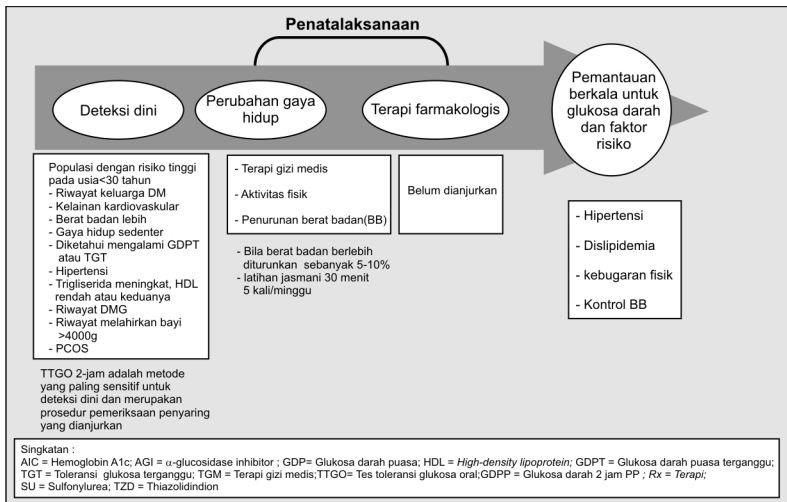 Penatalaksanaan
Deteksi dini
Perubahan gaya
hidup
Terapi farmakologis
Pemantauan
berkala untuk
glukosa darah
dan faktor
risiko
Populasi dengan risiko tinggi
pada usia<30 tahun
- Riwayat keluarga DM
- Kelainan kardiovaskular
- Berat badan lebih
- Gaya hidup sedenter
- Diketahui mengalami GDPT
atau TGT
- Hipertensi
- Trigliserida meningkat, HDL
rendah atau keduanya
- Riwayat DMG
- Riwayat melahirkan bayi
>4000g
- PCOS
TTGO 2-jam adalah metode
yang paling sensitif untuk
deteksi dini dan merupakan
prosedur pemeriksaan penyaring
yang dianjurkan
- Terapi gizi medis
- Aktivitas fisik
- Penurunan berat badan(BB)
- Bila berat badan berlebih
diturunkan sebanyak 5-10%
- latihan jasmani 30 menit
5 kali/minggu
Belum dianjurkan
- Hipertensi
- Dislipidemia
- kebugaran fisik
- Kontrol BB
Singkatan :
AIC = Hemoglobin A1c; AGI = α-glucosidase inhibitor ; GDP= Glukosa darah puasa; HDL = High-density lipoprotein; GDPT = Glukosa darah puasa terganggu;
TGT = Toleransi glukosa terganggu; TGM = Terapi gizi medis;TTGO= Tes toleransi glukosa oral;GDPP = Glukosa darah 2 jam PP ; Rx = Terapi;
SU = Sulfonylurea; TZD = Thiazolidindion